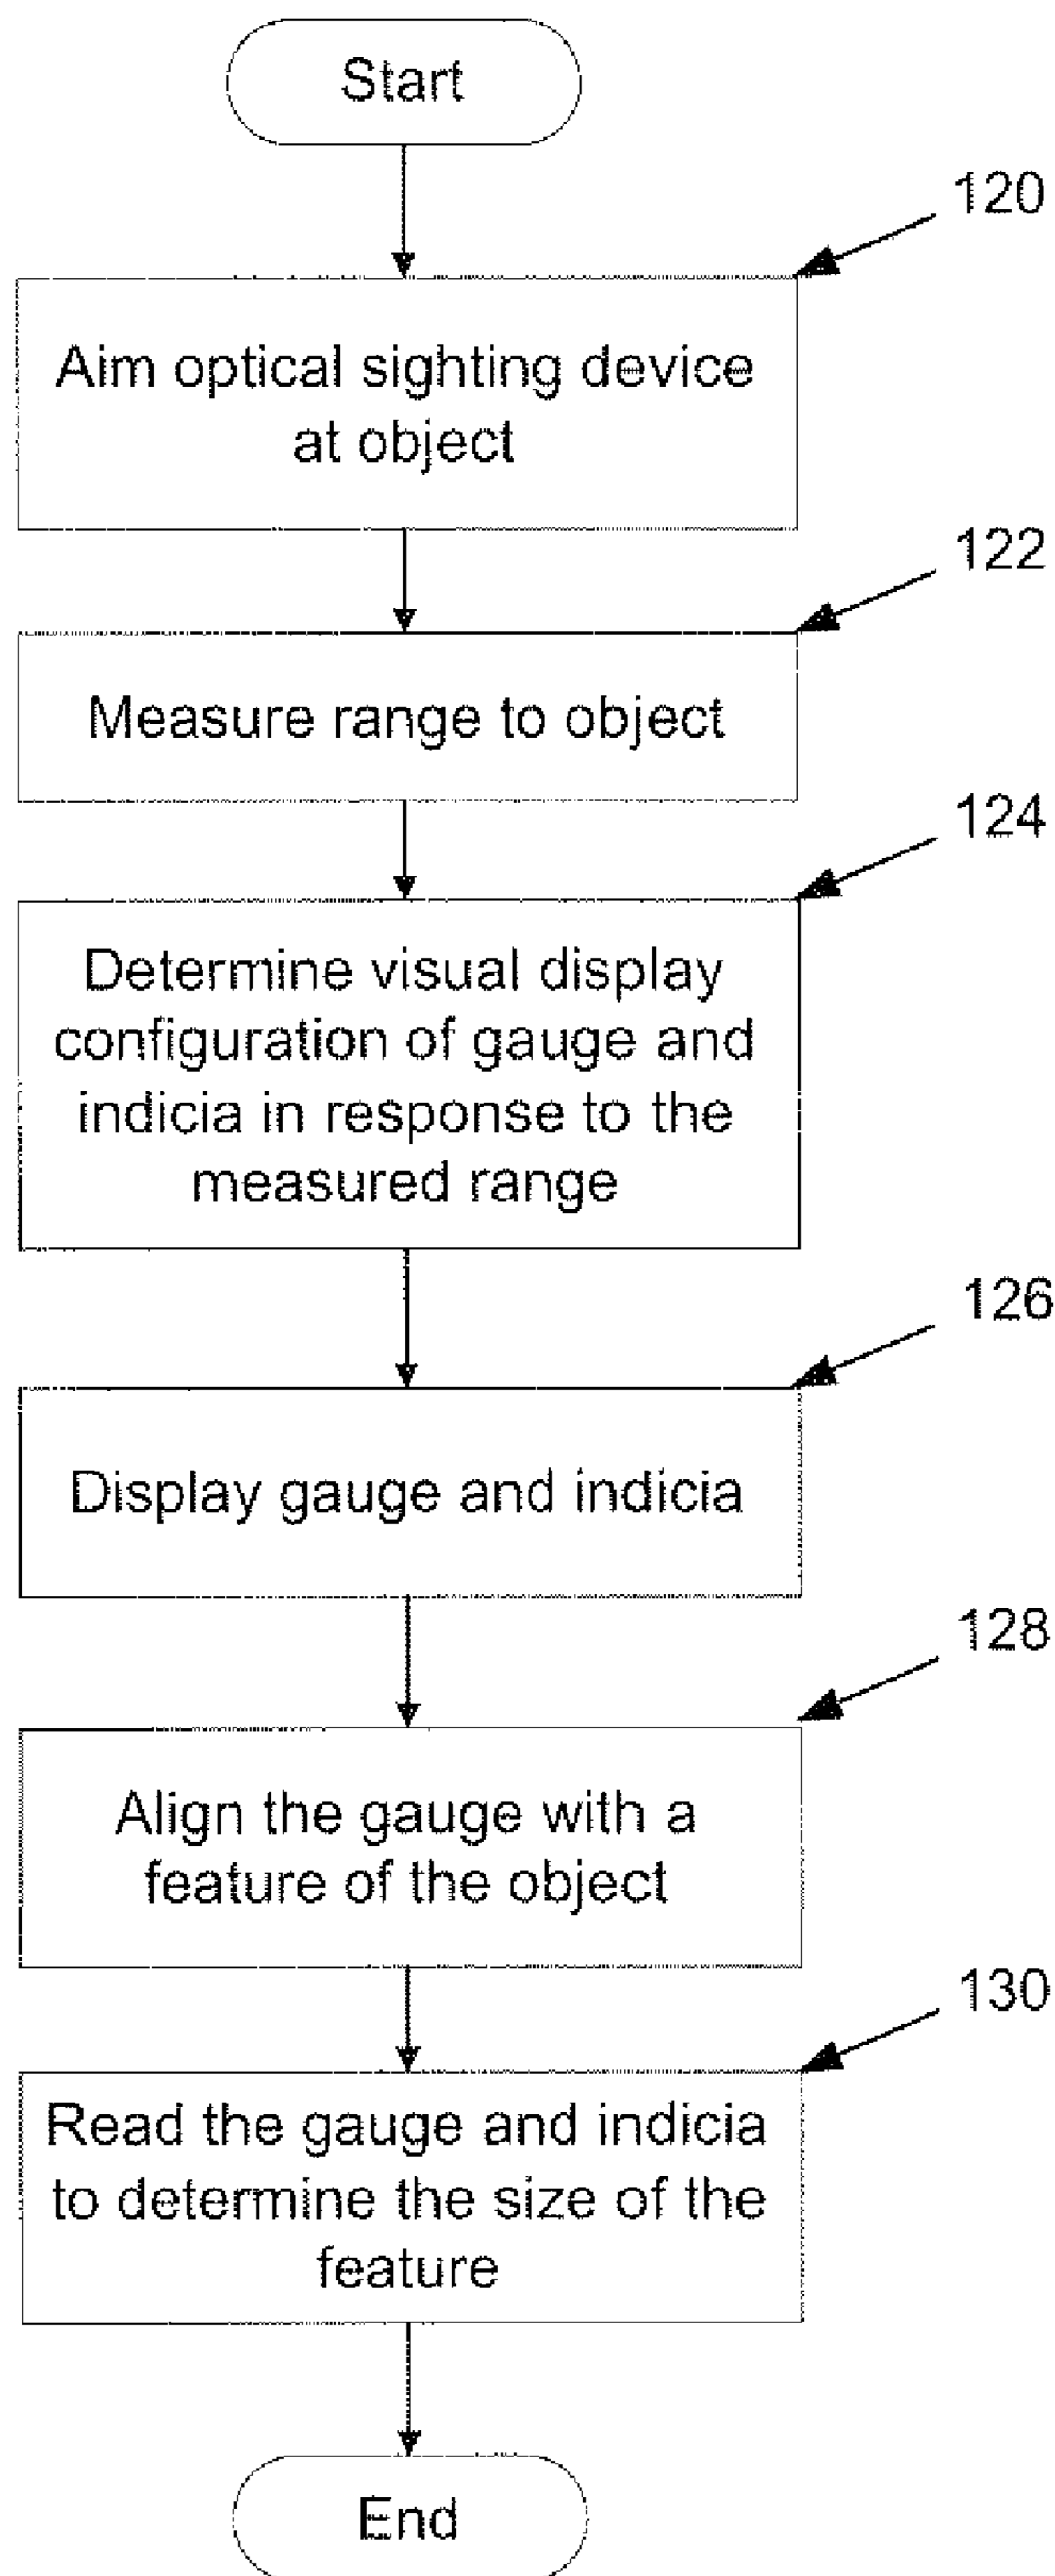 Start
120
Aim optical sighting device
at object
122
Measure range to object
124
Determine visual display
configuration of gauge and
indicia in response to the
measured range
126
Display gauge and indicia
128
Align the gauge with a
feature of the object
130
Read the gauge and indicia
to determine the size of the
feature
End